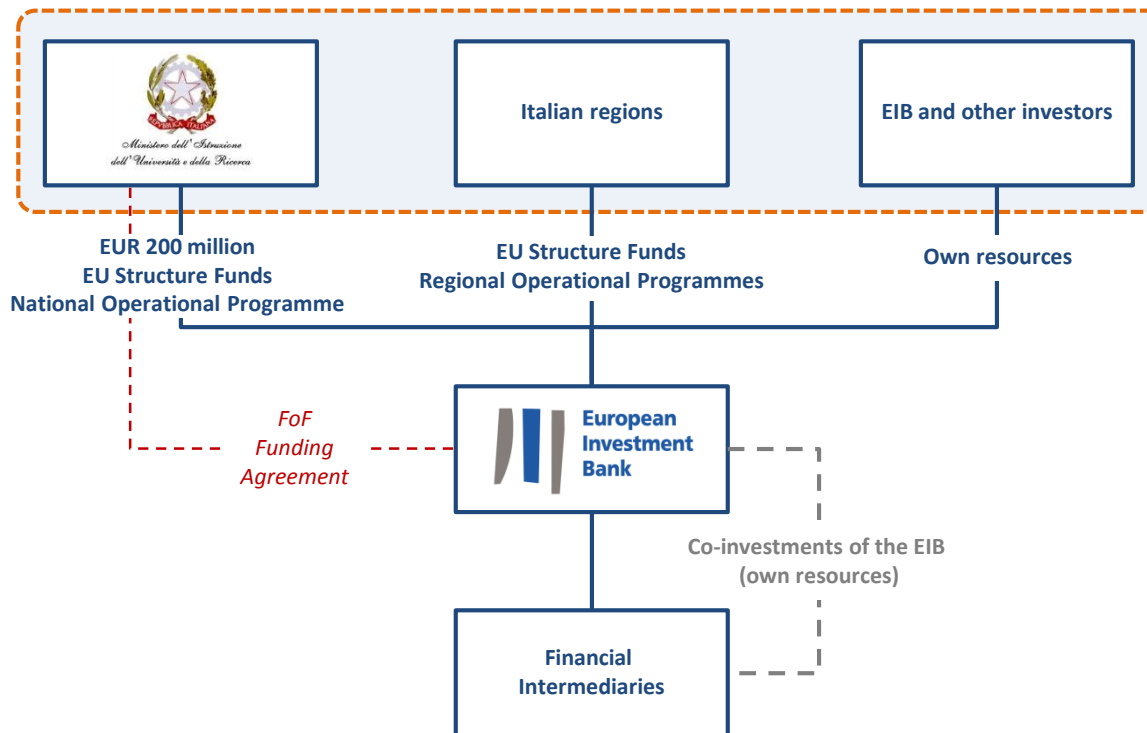 REPVBBLICA ITALIANA
Ministero dell' Istruzione
dell' Università e della Ricerca
Italian regions
EIB and other investors
EUR 200 million
EU Structure Funds
National Operational Programme
EU Structure Funds
Regional Operational Programmes
Own resources
FoF
Funding
Agreement
European
Investment
Bank
Co-investments of the EIB
(own resources)
Financial
Intermediaries